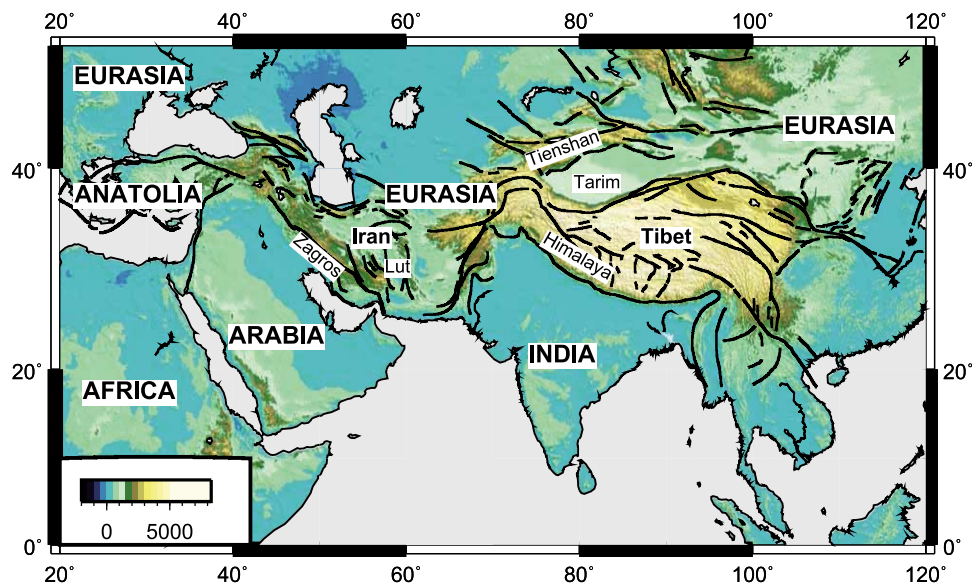 20˚ 40˚ 60˚ 80˚ 100˚ 120˚
EURASIA
EURASIA
Tienshan
40˚ 40˚
Tarim
ANATOLIA
EURASIA
Iran
Tibet
Zagros
Lut
Himalaya
ARABIA
INDIA
20˚ 20˚
AFRICA
0 5000
0˚ 0˚
20˚ 40˚ 60˚ 80˚ 100˚ 120˚